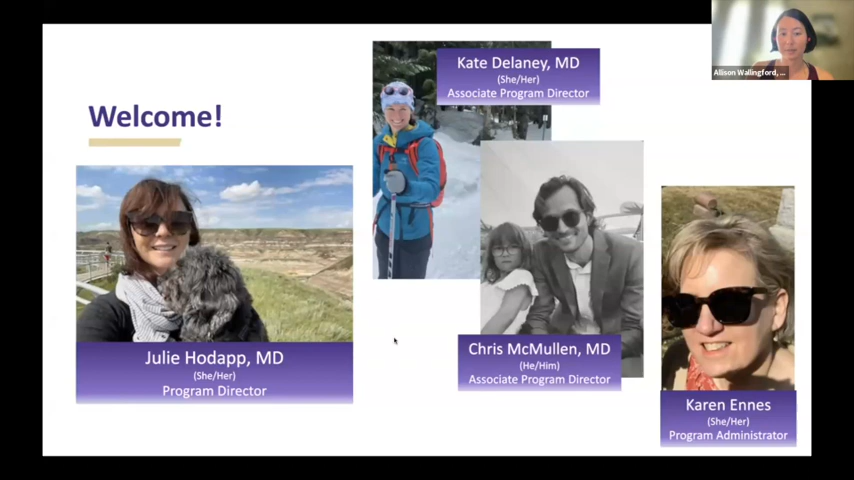 Welcome!
Kate Delaney, MD
(She/Her)
Associate Program Director
Allison Wallingford, ...
Julie Hodapp, MD
(She/Her)
Program Director
Chris McMullen, MD
(He/Him)
Associate Program Director
Karen Ennes
(She/Her)
Program Administrator